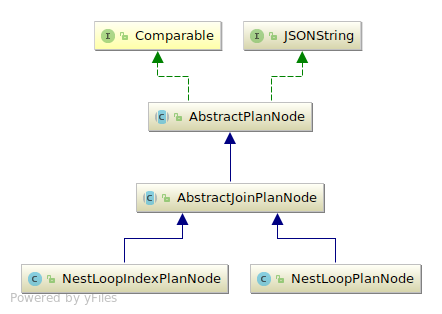 I Comparable
I JSONString
C AbstractPlanNode
C AbstractJoinPlanNode
C NestLoopIndexPlanNode
C NestLoopPlanNode
Powered by yFiles